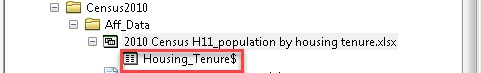 Census2010
Aff_Data
2010 Census H11_population by housing tenure.xlsx
Housing_Tenure$